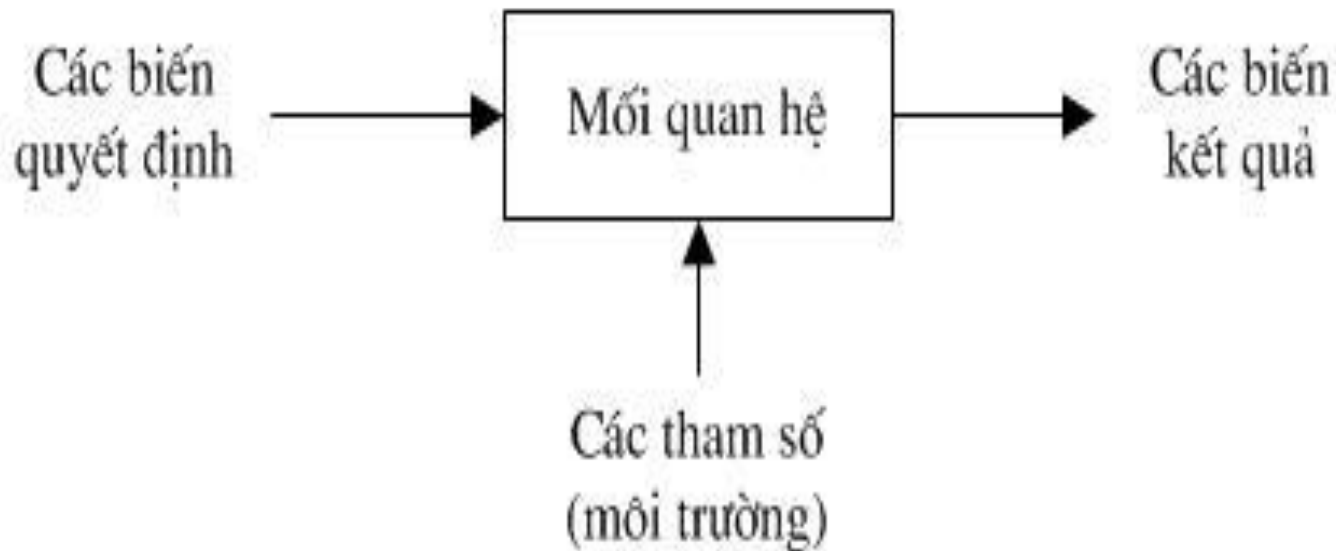 Các biến
quyết định
Mối quan hệ
Các biến
kết quả
Các tham số
(môi trường)